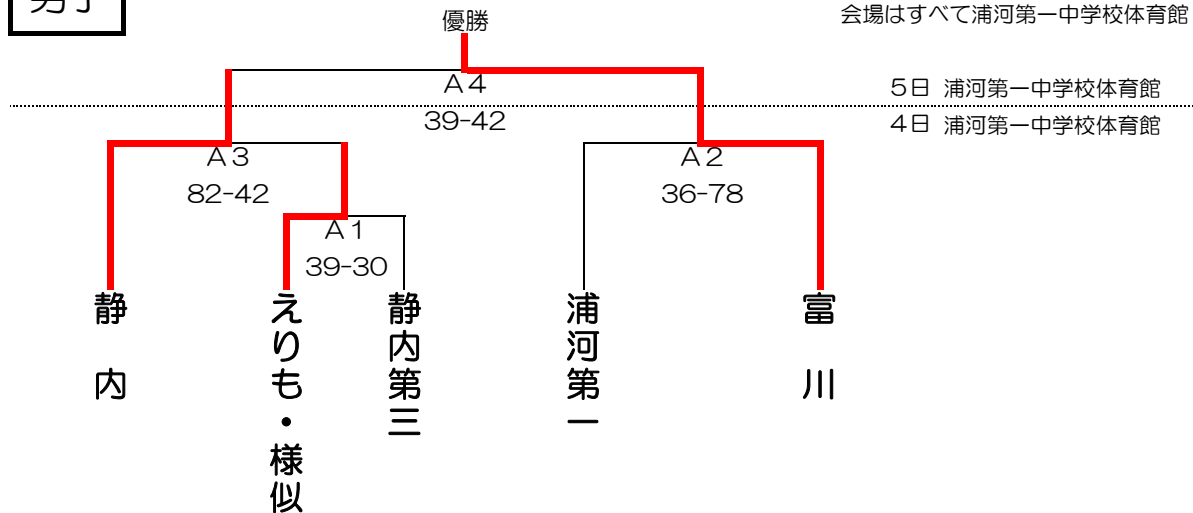 男子
会場はすべて浦河第一中学校体育館
優勝
A4
39-42
5日 浦河第一中学校体育館
4日 浦河第一中学校体育館
A3
82-42
A2
36-78
A1
39-30
静内
えりも・様似
静内第三
浦河第一
富川